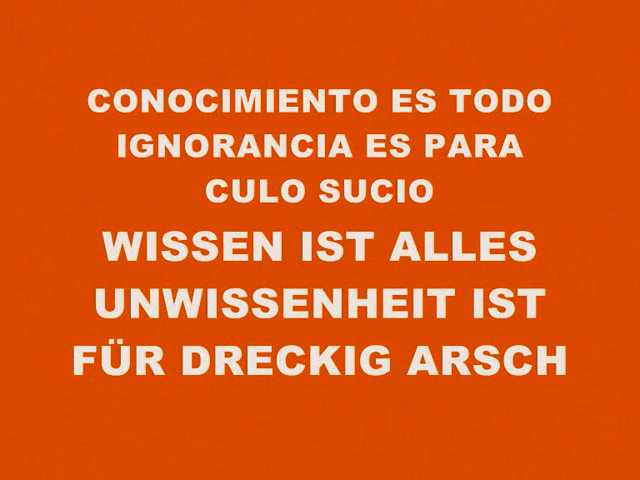 CONOCIMIENTO ES TODO
IGNORANCIA ES PARA
CULO SUCIO
WISSEN IST ALLES
UNWISSENHEIT IST
FÜR DRECKIG ARSCH